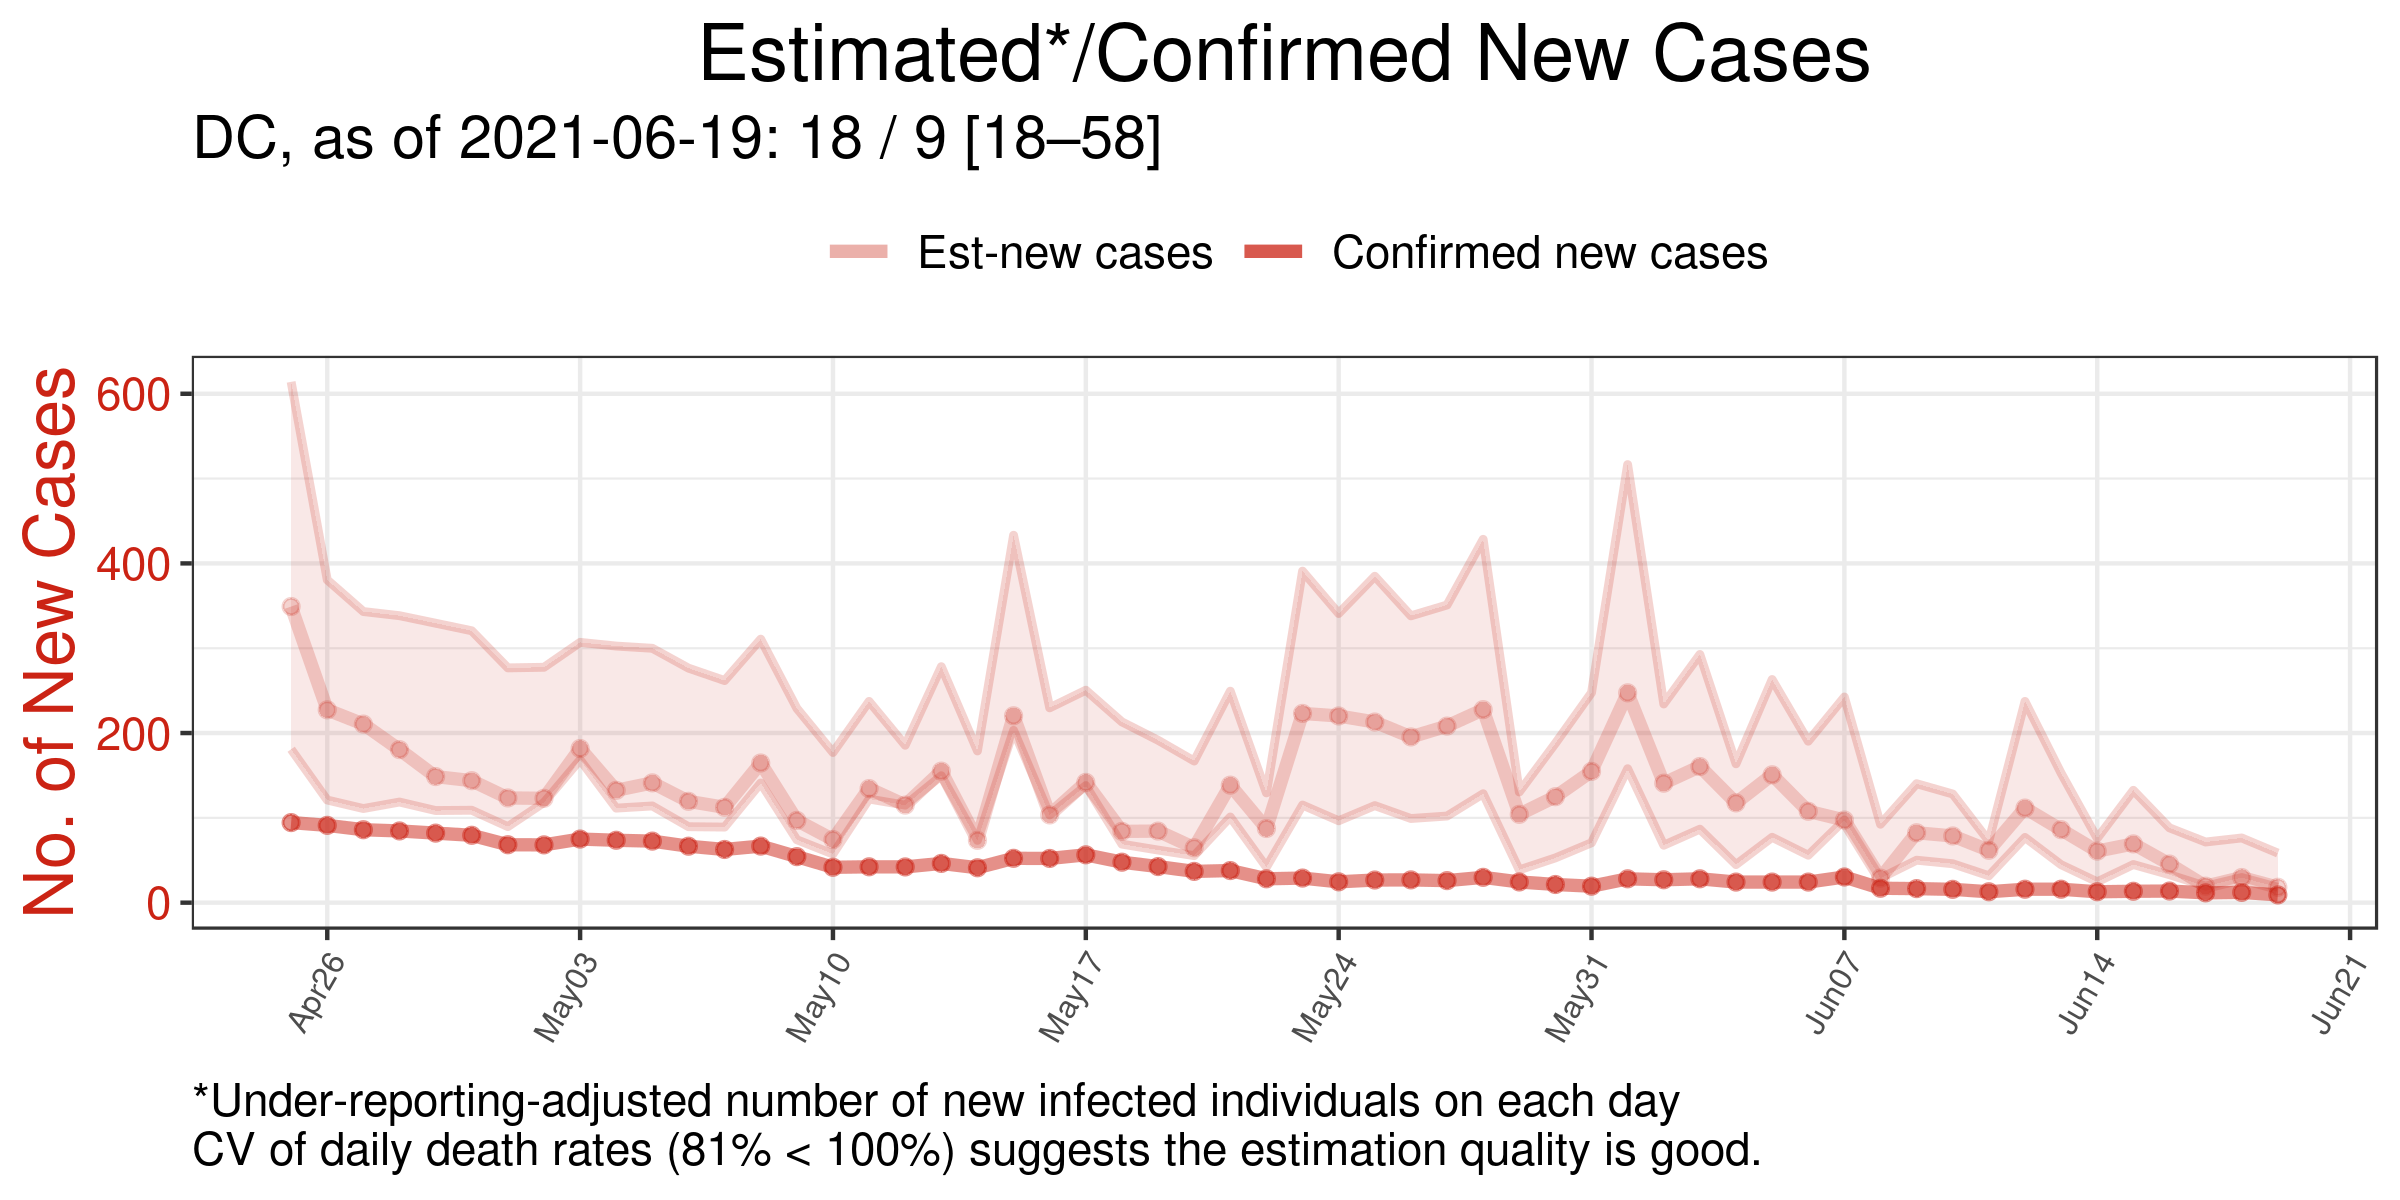 Estimated*/Confirmed New Cases
DC, as of 2021-06-19: 18 / 9 [18–58]
Est-new cases Confirmed new cases
No. of New Cases
600
400
200
0
Apr26 May03 May10 May17 May24 May31 Jun07 Jun14 Jun21
*Under-reporting-adjusted number of new infected individuals on each day
CV of daily death rates (81% < 100%) suggests the estimation quality is good.